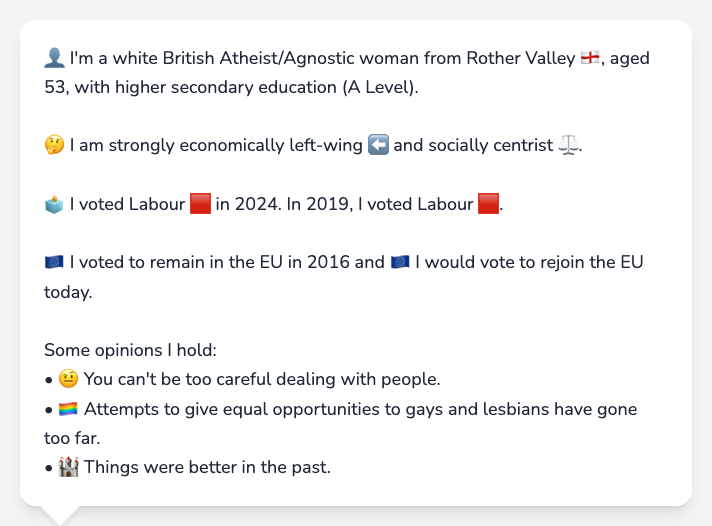 👤 I'm a white British Atheist/Agnostic woman from Rother Valley 🏴󠁧󠁢󠁥󠁮󠁧󠁿, aged
53, with higher secondary education (A Level).
🤔 I am strongly economically left-wing ⬅️ and socially centrist ⚖️.
🗳️ I voted Labour 🟥 in 2024. In 2019, I voted Labour 🟥.
🇪🇺 I voted to remain in the EU in 2016 and 🇪🇺 I would vote to rejoin the EU
today.
Some opinions I hold:
• 🤨 You can't be too careful dealing with people.
• 🏳️‍🌈 Attempts to give equal opportunities to gays and lesbians have gone
too far.
• 🏰 Things were better in the past.